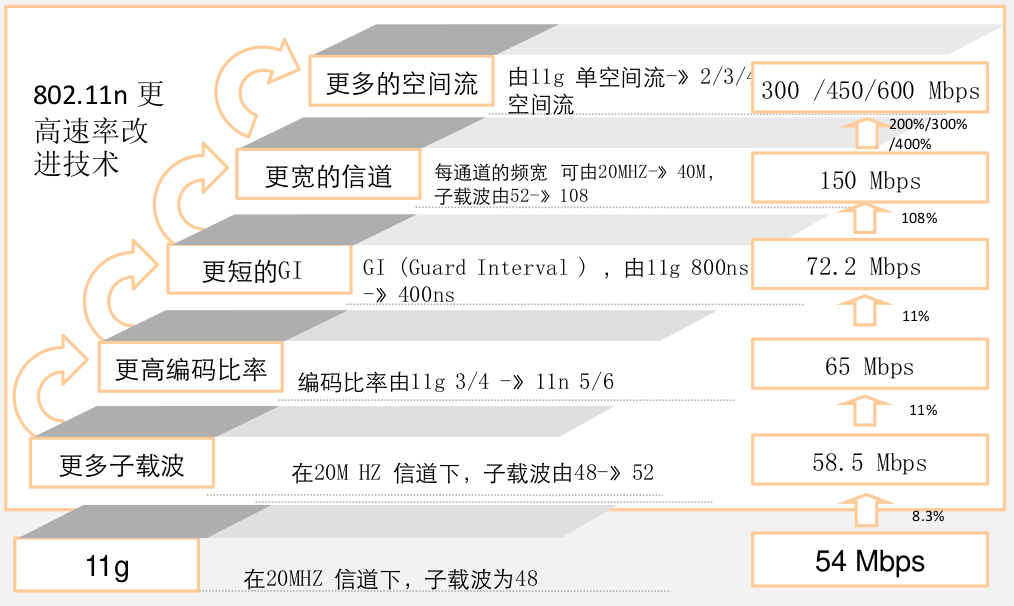 802.11n 更
高速率改
进技术
更多的空间流
由11g 单空间流-》 2/3/4
空间流
300 /450/600 Mbps
200%/300%
/400%
更宽的信道
每通道的频宽 可由20MHZ-》 40M,
子载波由52-》 108
150 Mbps
108%
更短的GI
GI (Guard Interval ) ，由11g 800ns
-》 400ns
72.2 Mbps
11%
更高编码比率
编码比率由11g 3/4 -》 11n 5/6
65 Mbps
11%
更多子载波
在20M HZ 信道下，子载波由48-》 52
58.5 Mbps
8.3%
11g
在20MHZ 信道下，子载波为48
54 Mbps